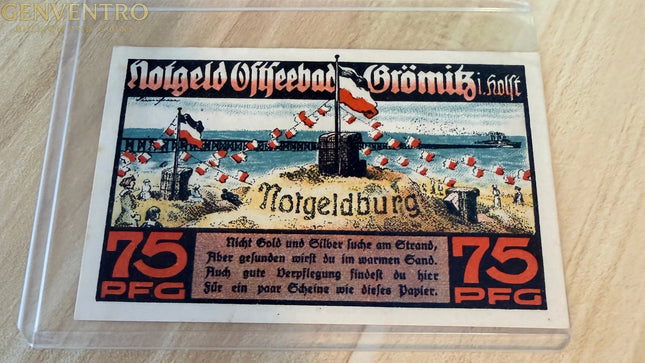 GENVENTRO
Notgeld Ostseebad Grömitz i. Holst
Notgeldburg
75
PFG
Nicht Gold und Silber suche am Strand,
Aber gesunden wirst du im warmen Sand.
Auch gute Verpflegung findest du hier
Für ein paar Scheine wie dieses Papier.
75
PFG